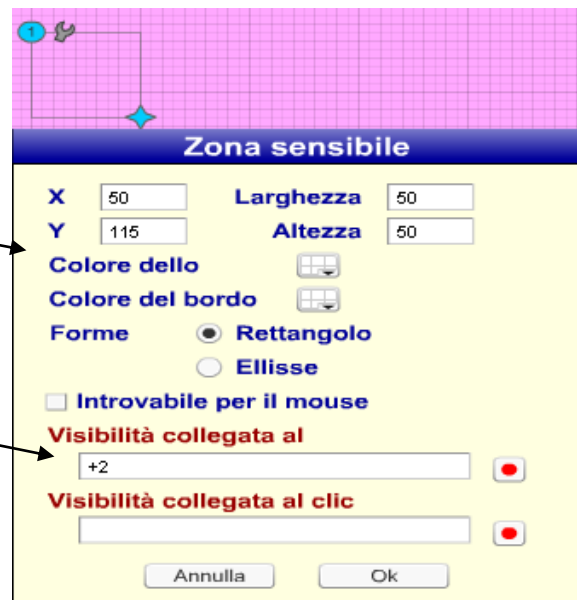 1
Zona sensibile
X 50 Larghezza 50
Y 115 Altezza 50
Colore dello
Colore del bordo
Forme Rettangolo
Ellisse
Introvabile per il mouse
Visibilità collegata al
+2
Visibilità collegata al clic
Annulla Ok